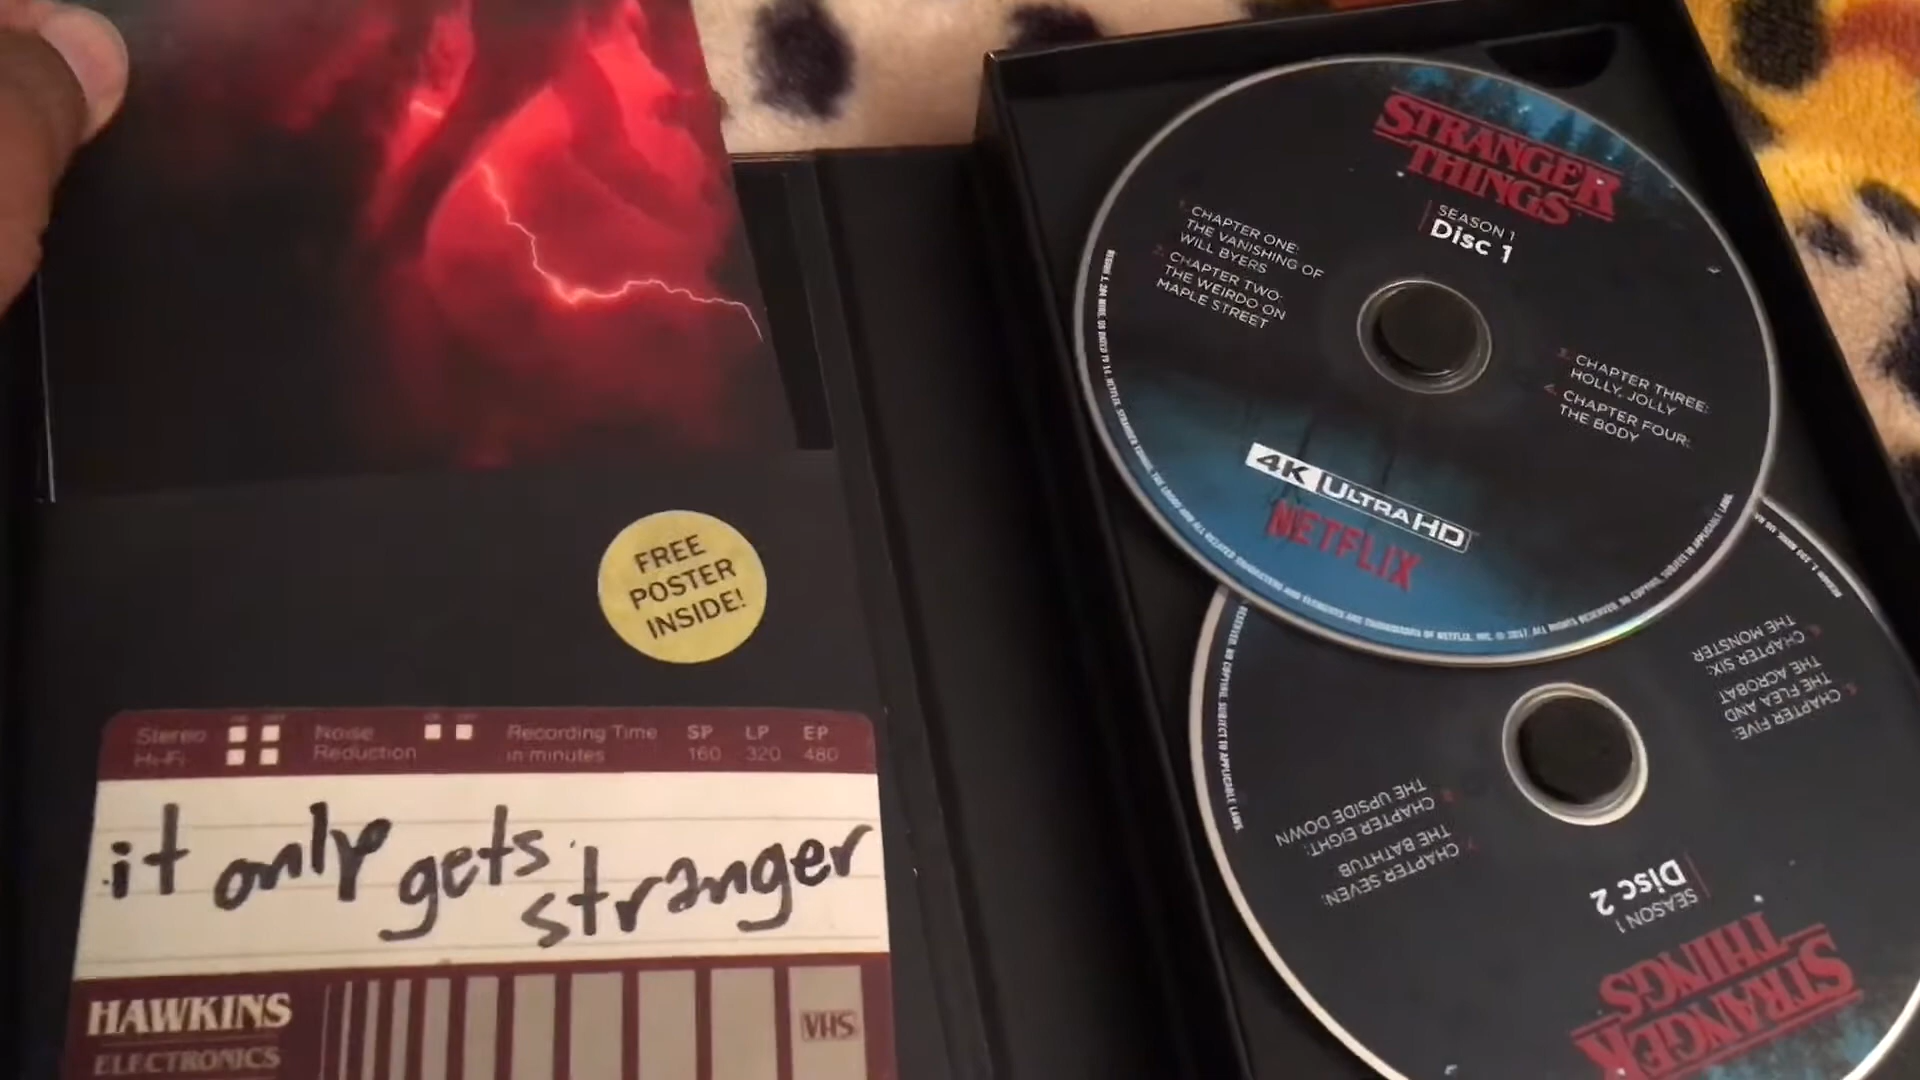 FREE
POSTER
INSIDE!
Stereo
Hi-Fi
Noise
Reduction
Recording Time
in minutes
SP LP EP
160 320 480
it only gets
stranger
HAWKINS
ELECTRONICS
VHS
STRANGER
THINGS
SEASON 1
Disc 1
1. CHAPTER ONE:
THE VANISHING OF
WILL BYERS
2. CHAPTER TWO:
THE WEIRDO ON
MAPLE STREET
3. CHAPTER THREE:
HOLLY, JOLLY
4. CHAPTER FOUR:
THE BODY
4K ULTRA HD
NETFLIX
STRANGER
THINGS
SEASON 1
Disc 2
5. CHAPTER FIVE:
THE FLEA AND
THE ACROBAT
6. CHAPTER SIX:
THE MONSTER
7. CHAPTER SEVEN:
THE BATHTUB
8. CHAPTER EIGHT:
THE UPSIDE DOWN